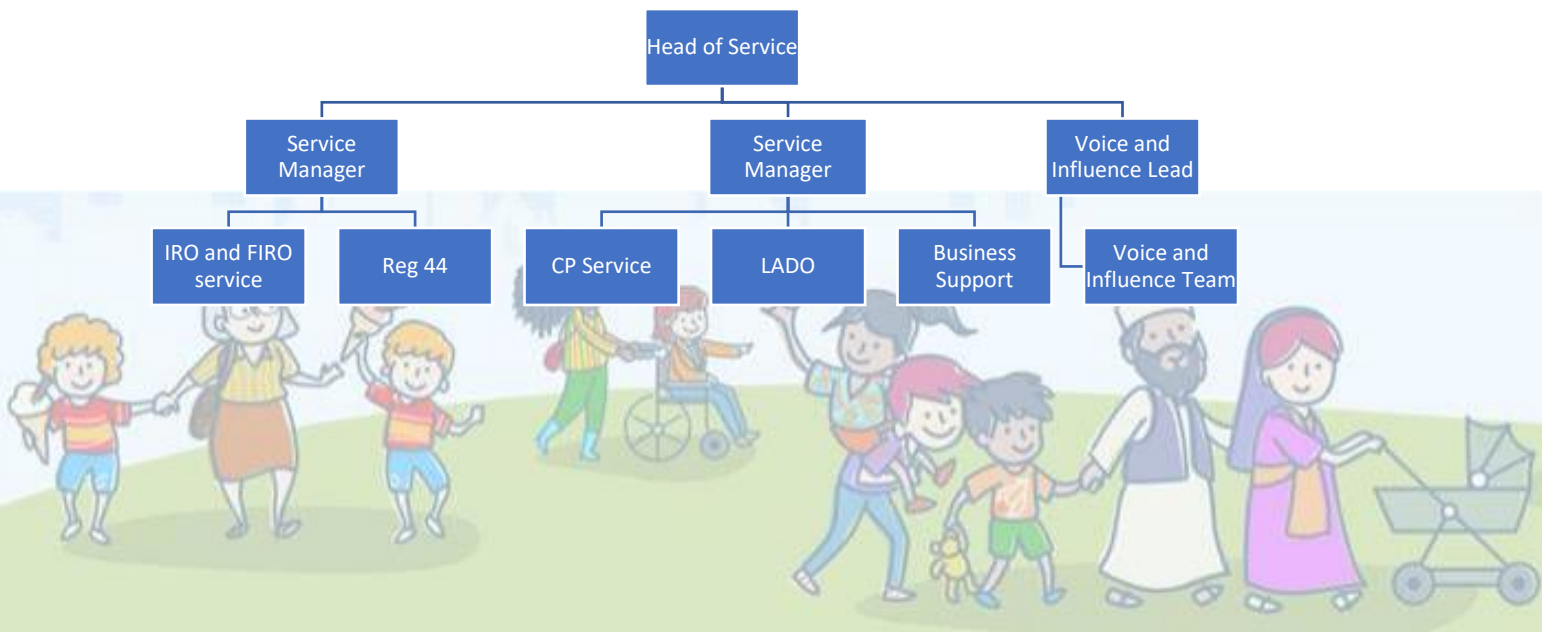 Head of Service
Service
Manager
Service
Manager
Voice and
Influence Lead
IRO and FIRO
service
Reg 44
CP Service
LADO
Business
Support
Voice and
Influence Team